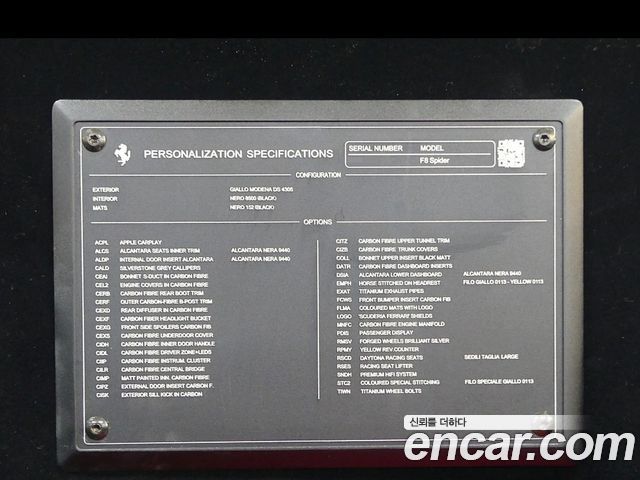 PERSONALIZATION SPECIFICATIONS
SERIAL NUMBER MODEL
F8 Spider
CONFIGURATION
EXTERIOR GIALLO MODENA DS 4305
INTERIOR NERO 8500 (BLACK)
MATS NERO 152 (BLACK)
OPTIONS
ACPL APPLE CARPLAY
ALCS ALCANTARA SEATS INNER TRIM ALCANTARA NERA 9440
ALDP INTERNAL DOOR INSERT ALCANTARA ALCANTARA NERA 9440
CALD SILVERSTONE GREY CALLIPERS
CEAI BONNET S-DUCT IN CARBON FIBRE
CEL2 ENGINE COVERS IN CARBON FIBRE
CERB CARBON FIBRE REAR BOOT TRIM
CERF OUTER CARBON-FIBRE B-POST TRIM
CEXD REAR DIFFUSER IN CARBON FIBRE
CEXF CARBON FIBER HEADLIGHT BUCKET
CEXG FRONT SIDE SPOILERS CARBON FIB
CEXS CARBON FIBRE UNDERDOOR COVER
CIDH CARBON FIBRE INNER DOOR HANDLE
CIDL CARBON FIBRE DRIVER ZONE+LEDS
CIIP CARBON FIBRE INSTRUM. CLUSTER
CILR CARBON FIBRE CENTRAL BRIDGE
CIMP MATT PAINTED INN. CARBON FIBRE
CIPZ EXTERNAL DOOR INSERT CARBON F.
CISK EXTERIOR SILL KICK IN CARBON
CITZ CARBON FIBRE UPPER TUNNEL TRIM
CIZB CARBON FIBRE TRUNK COVERS
COLL BONNET UPPER INSERT BLACK MATT
DATR CARBON FIBRE DASHBOARD INSERTS
DSIA ALCANTARA LOWER DASHBOARD ALCANTARA NERA 9440
EMPH HORSE STITCHED ON HEADREST FILO GIALLO 0113 - YELLOW 0113
EXAT TITANIUM EXHAUST PIPES
FCWS FRONT BUMPER INSERT CARBON FIB
FLMA COLOURED MATS WITH LOGO
LOGO "SCUDERIA FERRARI" SHIELDS
MNFC CARBON FIBRE ENGINE MANIFOLD
PDIS PASSENGER DISPLAY
RMSV FORGED WHEELS BRILLIANT SILVER
RPMY YELLOW REV COUNTER
RSCD DAYTONA RACING SEATS SEDILI TAGLIA LARGE
RSES RACING SEAT LIFTER
SNDH PREMIUM HIFI SYSTEM
STC2 COLOURED SPECIAL STITCHING FILO SPECIALE GIALLO 0113
TIWN TITANIUM WHEEL BOLTS
신뢰를 더하다
encar.com